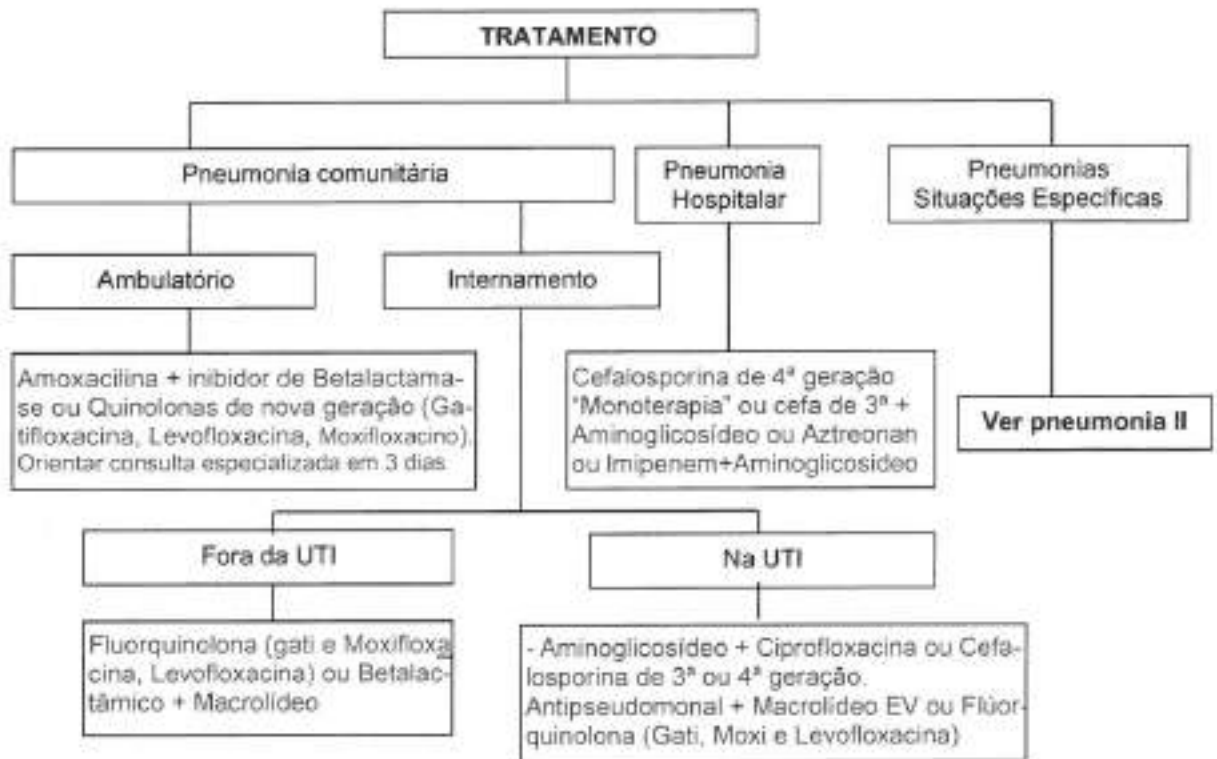 TRATAMENTO
Pneumonia comunitária
Pneumonia
Hospitalar
Pneumonias
Situações Específicas
Ambulatório
Internamento
Amoxacilina + inibidor de Betalactama-
se ou Quinolonas de nova geração (Ga-
tifloxacina, Levofloxacina, Moxifloxacino).
Orientar consulta especializada em 3 dias
Cefalosporina de 4ª geração
"Monoterapia" ou cefa de 3ª +
Aminoglicosídeo ou Aztreonan
ou Imipenem+Aminoglicosideo
Ver pneumonia II
Fora da UTI
Na UTI
Fluorquinolona (gati e Moxifloxa
cina, Levofloxacina) ou Betalac-
tâmico + Macrolídeo
- Aminoglicosídeo + Ciprofloxacina ou Cefa-
losporina de 3ª ou 4ª geração.
Antipseudomonal + Macrolídeo EV ou Flúor-
quinolona (Gati, Moxi e Levofloxacina)